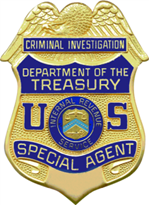 CRIMINAL INVESTIGATION
DEPARTMENT OF THE
TREASURY
U S
INTERNAL REVENUE
SERVICE
SPECIAL AGENT